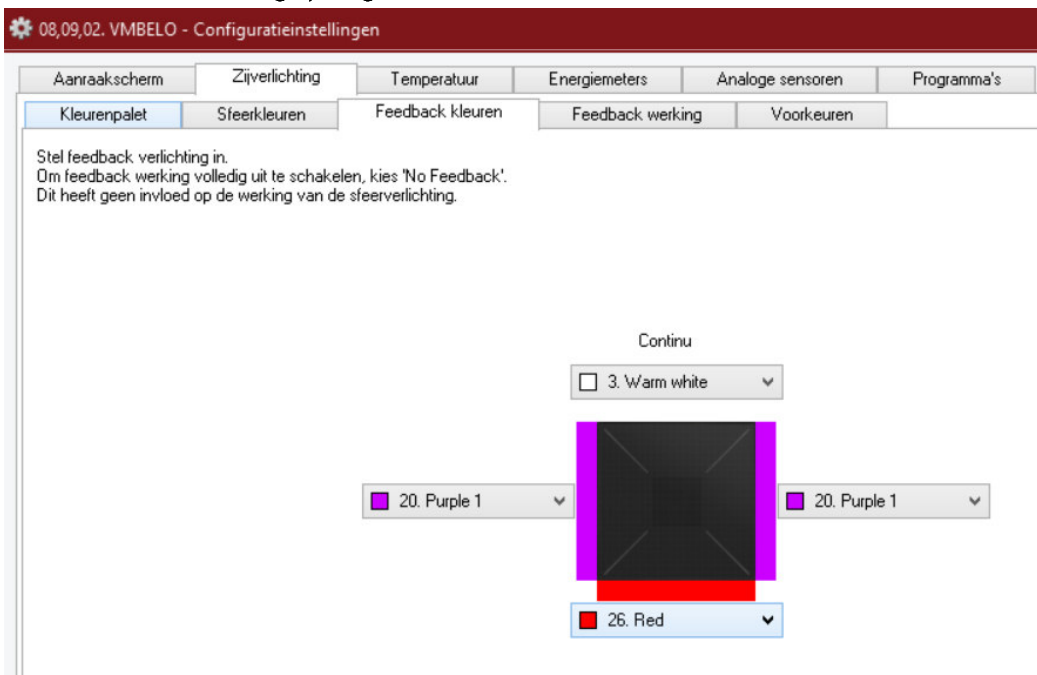 08,09,02. VMBELO - Configuratieinstellingen
Aanraakscherm Zijverlichting Temperatuur Energiemeters Analoge sensoren Programma's
Kleurenpalet Sfeerkleuren Feedback kleuren Feedback werking Voorkeuren
Stel feedback verlichting in.
Om feedback werking volledig uit te schakelen, kies 'No Feedback'.
Dit heeft geen invloed op de werking van de sfeerverlichting.
Continu
3. Warm white
20. Purple 1 20. Purple 1
26. Red